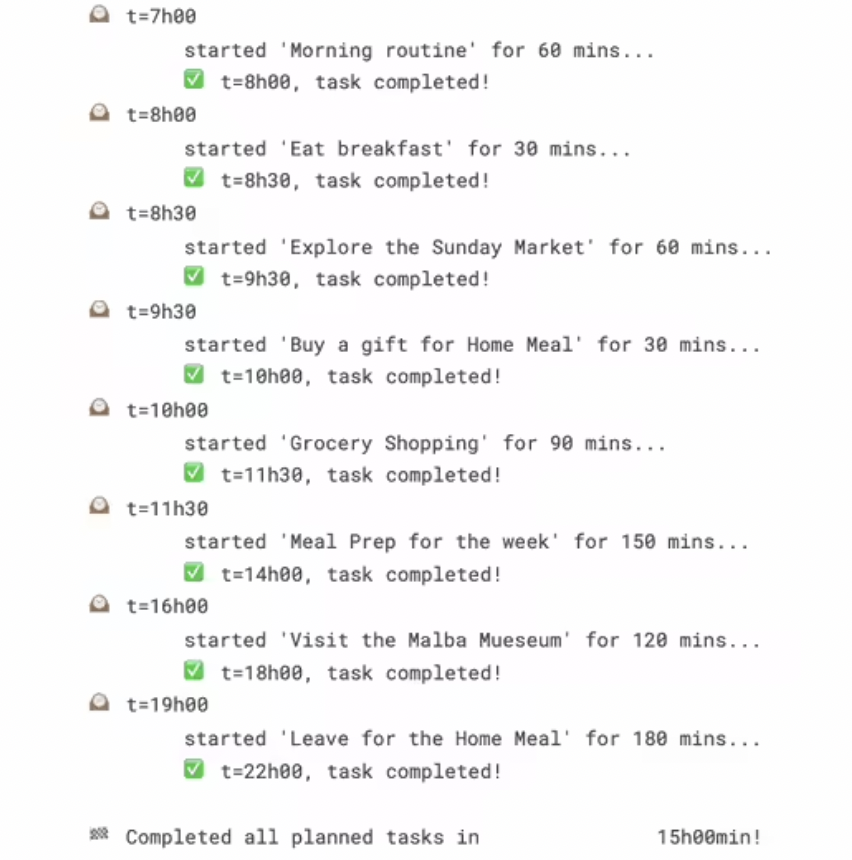 🕰 t=7h00
started 'Morning routine' for 60 mins...
✅ t=8h00, task completed!
🕰 t=8h00
started 'Eat breakfast' for 30 mins...
✅ t=8h30, task completed!
🕰 t=8h30
started 'Explore the Sunday Market' for 60 mins...
✅ t=9h30, task completed!
🕰 t=9h30
started 'Buy a gift for Home Meal' for 30 mins...
✅ t=10h00, task completed!
🕰 t=10h00
started 'Grocery Shopping' for 90 mins...
✅ t=11h30, task completed!
🕰 t=11h30
started 'Meal Prep for the week' for 150 mins...
✅ t=14h00, task completed!
🕰 t=16h00
started 'Visit the Malba Mueseum' for 120 mins...
✅ t=18h00, task completed!
🕰 t=19h00
started 'Leave for the Home Meal' for 180 mins...
✅ t=22h00, task completed!
🏁 Completed all planned tasks in 15h00min!